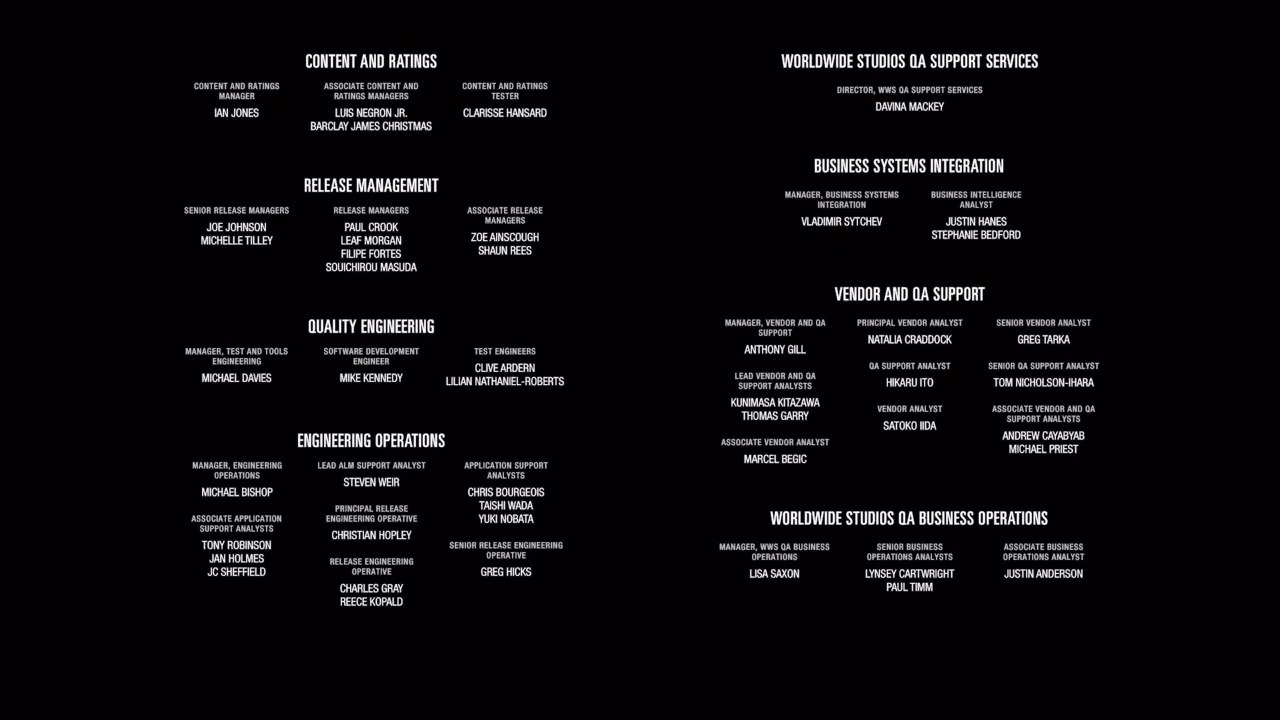 CONTENT AND RATINGS
CONTENT AND RATINGS
MANAGER
IAN JONES
ASSOCIATE CONTENT AND
RATINGS MANAGERS
LUIS NEGRON JR.
BARCLAY JAMES CHRISTMAS
CONTENT AND RATINGS
TESTER
CLARISSE HANSARD
RELEASE MANAGEMENT
SENIOR RELEASE MANAGERS
JOE JOHNSON
MICHELLE TILLEY
RELEASE MANAGERS
PAUL CROOK
LEAF MORGAN
FILIPE FORTES
SOUICHIROU MASUDA
ASSOCIATE RELEASE
MANAGERS
ZOE AINSCOUGH
SHAUN REES
QUALITY ENGINEERING
MANAGER, TEST AND TOOLS
ENGINEERING
MICHAEL DAVIES
SOFTWARE DEVELOPMENT
ENGINEER
MIKE KENNEDY
TEST ENGINEERS
CLIVE ARDERN
LILIAN NATHANIEL-ROBERTS
ENGINEERING OPERATIONS
MANAGER, ENGINEERING
OPERATIONS
MICHAEL BISHOP
ASSOCIATE APPLICATION
SUPPORT ANALYSTS
TONY ROBINSON
JAN HOLMES
JC SHEFFIELD
LEAD ALM SUPPORT ANALYST
STEVEN WEIR
PRINCIPAL RELEASE
ENGINEERING OPERATIVE
CHRISTIAN HOPLEY
RELEASE ENGINEERING
OPERATIVE
CHARLES GRAY
REECE KOPALD
APPLICATION SUPPORT
ANALYSTS
CHRIS BOURGEOIS
TAISHI WADA
YUKI NOBATA
SENIOR RELEASE ENGINEERING
OPERATIVE
GREG HICKS
WORLDWIDE STUDIOS QA SUPPORT SERVICES
DIRECTOR, WWS QA SUPPORT SERVICES
DAVINA MACKEY
BUSINESS SYSTEMS INTEGRATION
MANAGER, BUSINESS SYSTEMS
INTEGRATION
VLADIMIR SYTCHEV
BUSINESS INTELLIGENCE
ANALYST
JUSTIN HANES
STEPHANIE BEDFORD
VENDOR AND QA SUPPORT
MANAGER, VENDOR AND QA
SUPPORT
ANTHONY GILL
LEAD VENDOR AND QA
SUPPORT ANALYSTS
KUNIMASA KITAZAWA
THOMAS GARRY
ASSOCIATE VENDOR ANALYST
MARCEL BEGIC
PRINCIPAL VENDOR ANALYST
NATALIA CRADDOCK
QA SUPPORT ANALYST
HIKARU ITO
VENDOR ANALYST
SATOKO IIDA
SENIOR VENDOR ANALYST
GREG TARKA
SENIOR QA SUPPORT ANALYST
TOM NICHOLSON-IHARA
ASSOCIATE VENDOR AND QA
SUPPORT ANALYSTS
ANDREW CAYABYAB
MICHAEL PRIEST
WORLDWIDE STUDIOS QA BUSINESS OPERATIONS
MANAGER, WWS QA BUSINESS
OPERATIONS
LISA SAXON
SENIOR BUSINESS
OPERATIONS ANALYSTS
LYNSEY CARTWRIGHT
PAUL TIMM
ASSOCIATE BUSINESS
OPERATIONS ANALYST
JUSTIN ANDERSON